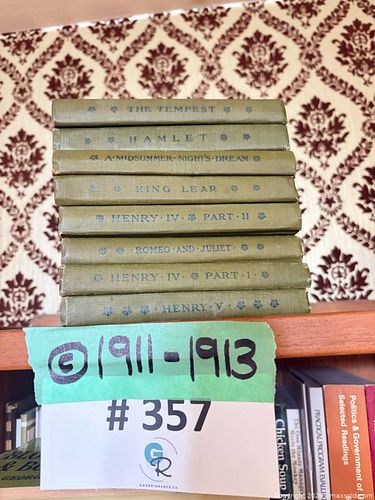 THE TEMPEST
HAMLET
A·MIDSUMMER·NIGHT'S·DREAM
KING LEAR
HENRY·IV · PART·II
ROMEO·AND·JULIET·
HENRY·IV · PART·I·
·HENRY·V·
© 1911-1913
# 357
GR
Chicken Soup
Politics & Government of
Selected Readings